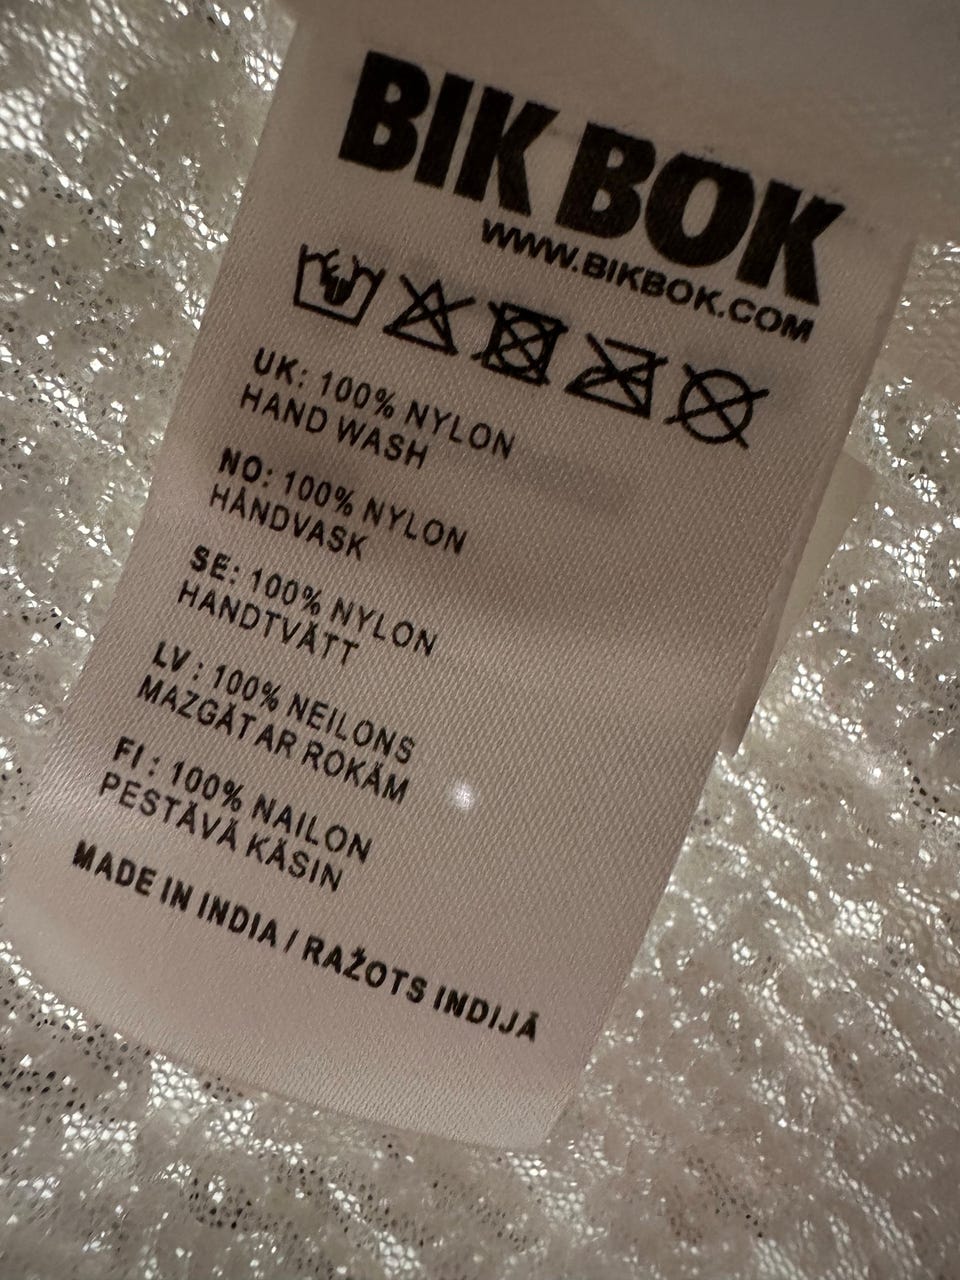 BIK BOK
WWW.BIKBOK.COM
UK: 100% NYLON
HAND WASH
NO: 100% NYLON
HÅNDVASK
SE: 100% NYLON
HANDTVÄTT
LV : 100% NEILONS
MAZGĀT AR ROKĀM
FI : 100% NAILON
PESTÄVÄ KÄSIN
MADE IN INDIA / RAŽOTS INDIJĀ